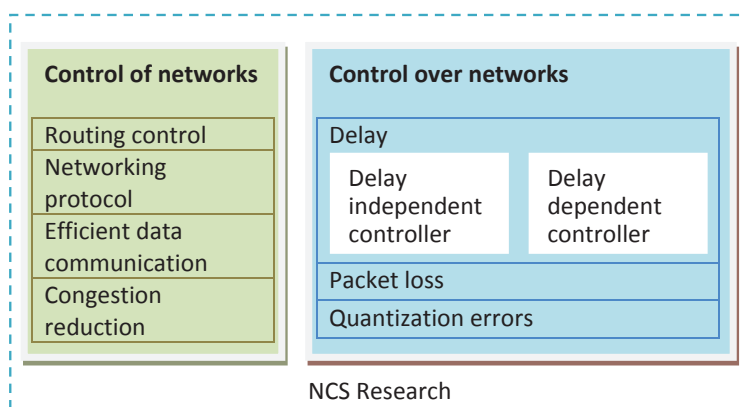 Control of networks
Routing control
Networking
protocol
Efficient data
communication
Congestion
reduction
Control over networks
Delay
Delay
independent
controller
Delay
dependent
controller
Packet loss
Quantization errors
NCS Research